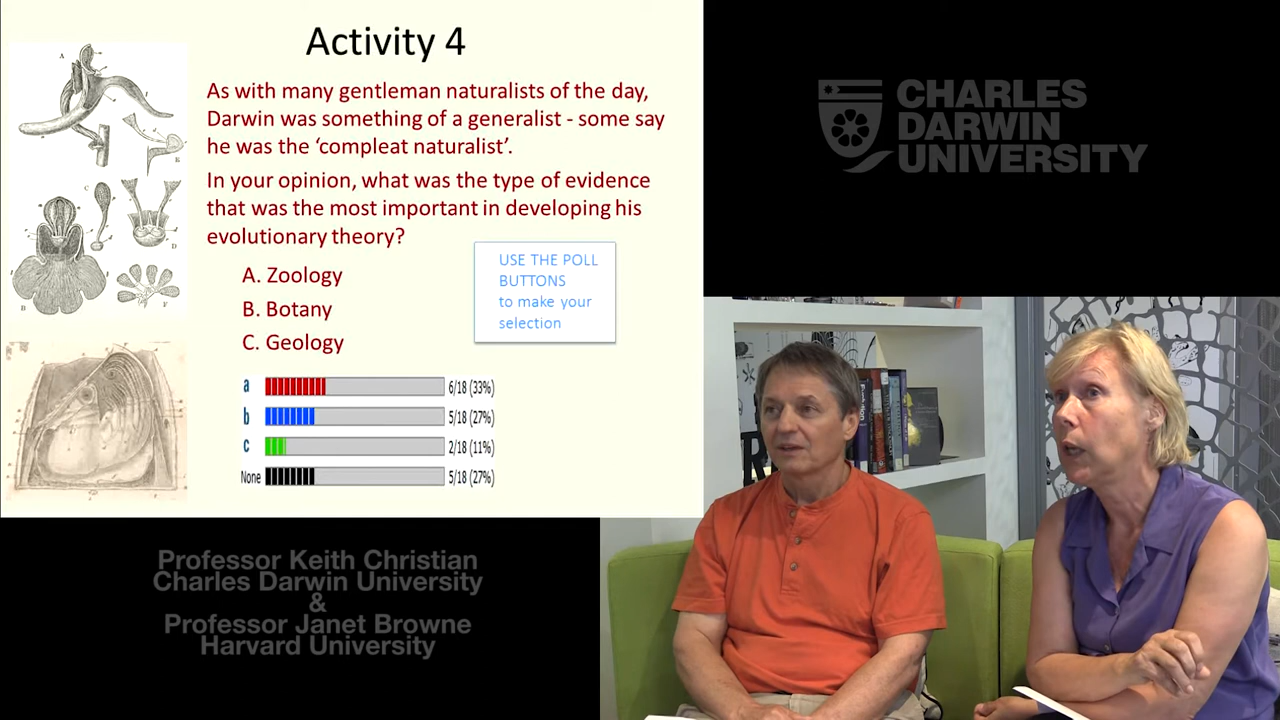 Activity 4
As with many gentleman naturalists of the day,
Darwin was something of a generalist - some say
he was the ‘compleat naturalist’.
In your opinion, what was the type of evidence
that was the most important in developing his
evolutionary theory?
A. Zoology
B. Botany
C. Geology
USE THE POLL
BUTTONS
to make your
selection
a 6/18 (33%)
b 5/18 (27%)
c 2/18 (11%)
None 5/18 (27%)
CHARLES
DARWIN
UNIVERSITY
Professor Keith Christian
Charles Darwin University
&
Professor Janet Browne
Harvard University